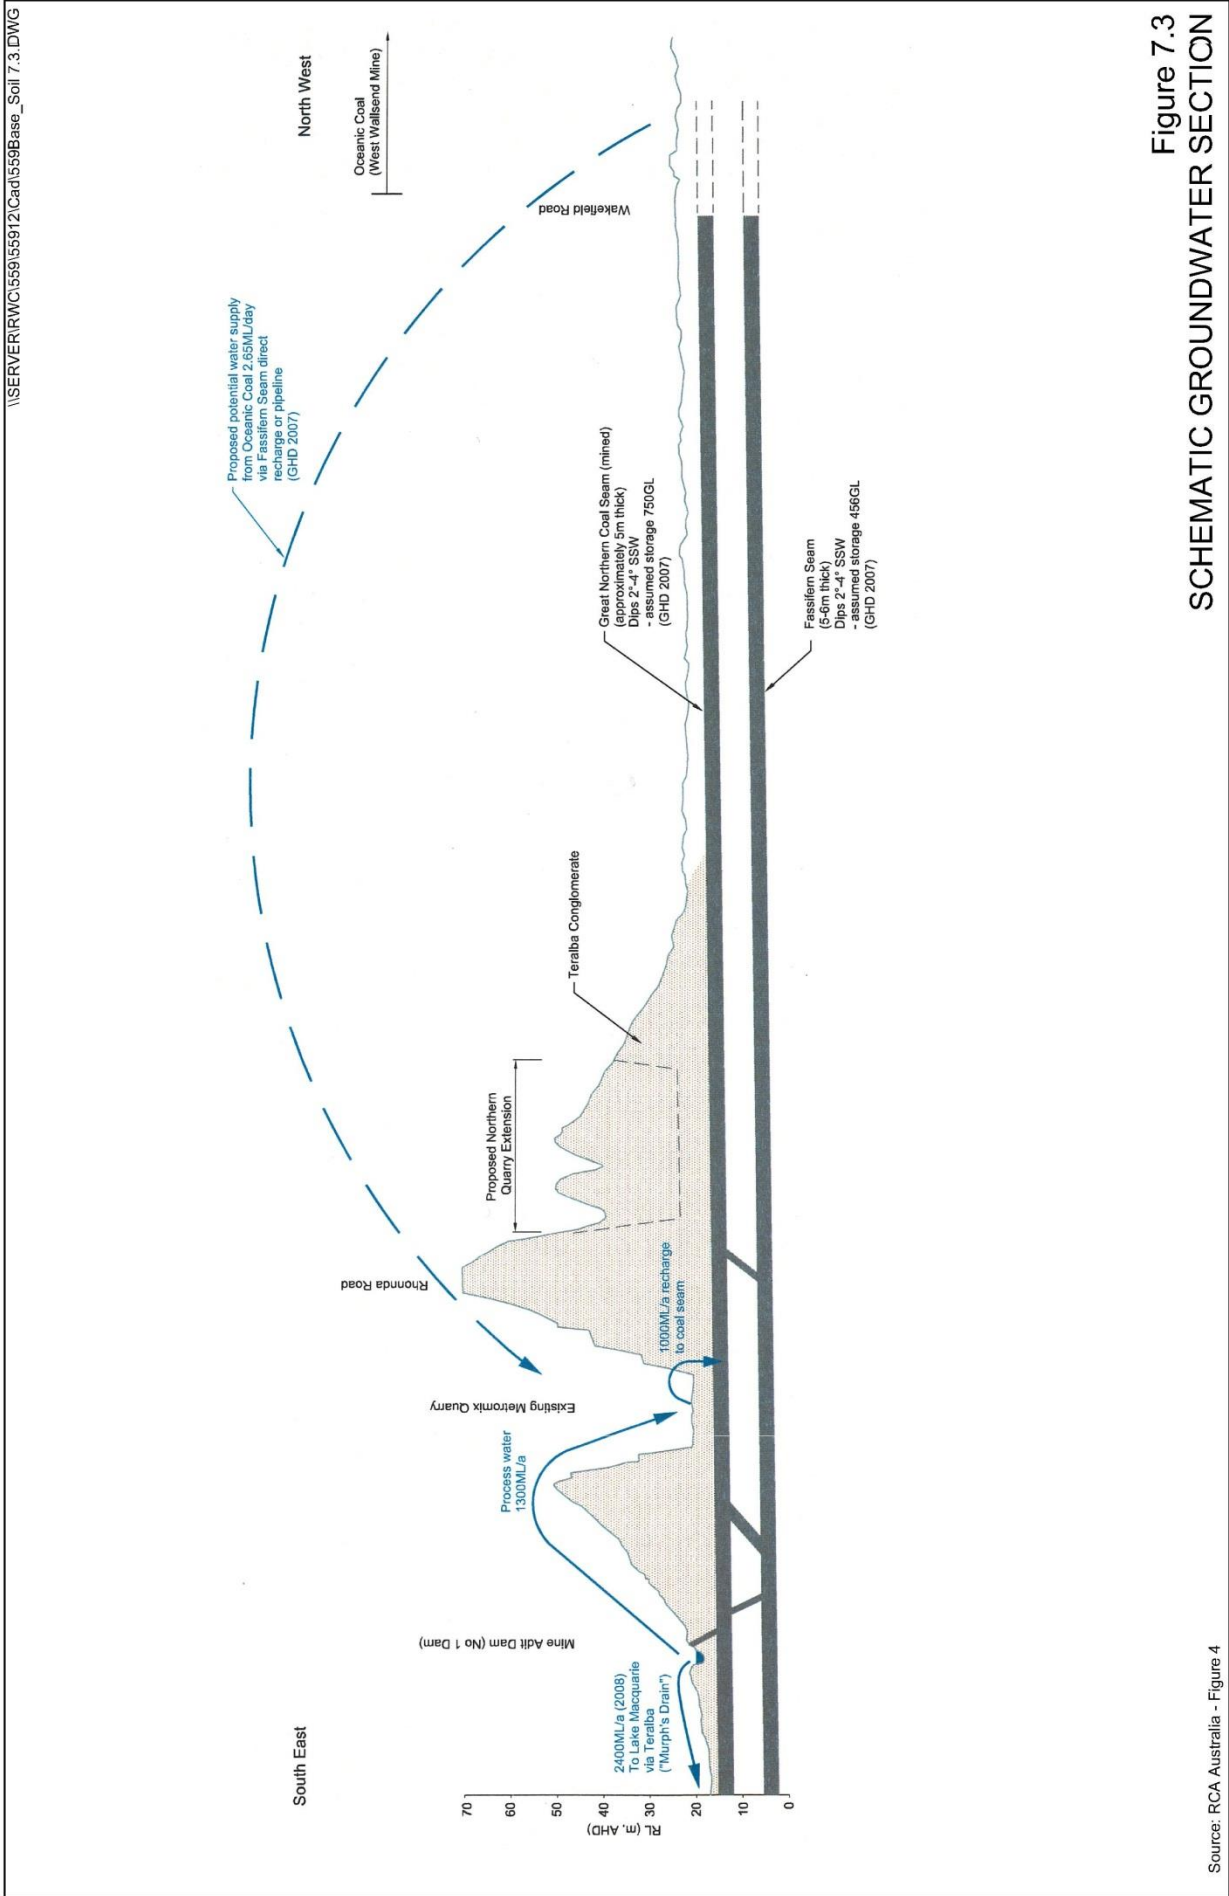 \\SERVER\RWC\559\55912\Cad\559Base_Soil 7.3.DWG
South East
North West
Oceanic Coal
(West Wallsend Mine)
Proposed potential water supply
from Oceanic Coal 2.65ML/day
via Fassifern Seam direct
recharge or pipeline
(GHD 2007)
Mine Adit Dam (No 1 Dam)
Existing Metromix Quarry
Rhonnda Road
Wakefield Road
Process water
1300ML/a
Proposed Northern
Quarry Extension
Teralba Conglomerate
1000ML/a recharge
to coal seam
2400ML/a (2008)
To Lake Macquarie
via Teralba
("Murph's Drain")
Great Northern Coal Seam (mined)
(approximately 5m thick)
Dips 2°-4° SSW
- assumed storage 750GL
(GHD 2007)
Fassifern Seam
(5-6m thick)
Dips 2°-4° SSW
- assumed storage 456GL
(GHD 2007)
RL (m. AHD)
70
60
50
40
30
20
10
0
Figure 7.3
SCHEMATIC GROUNDWATER SECTION
Source: RCA Australia - Figure 4